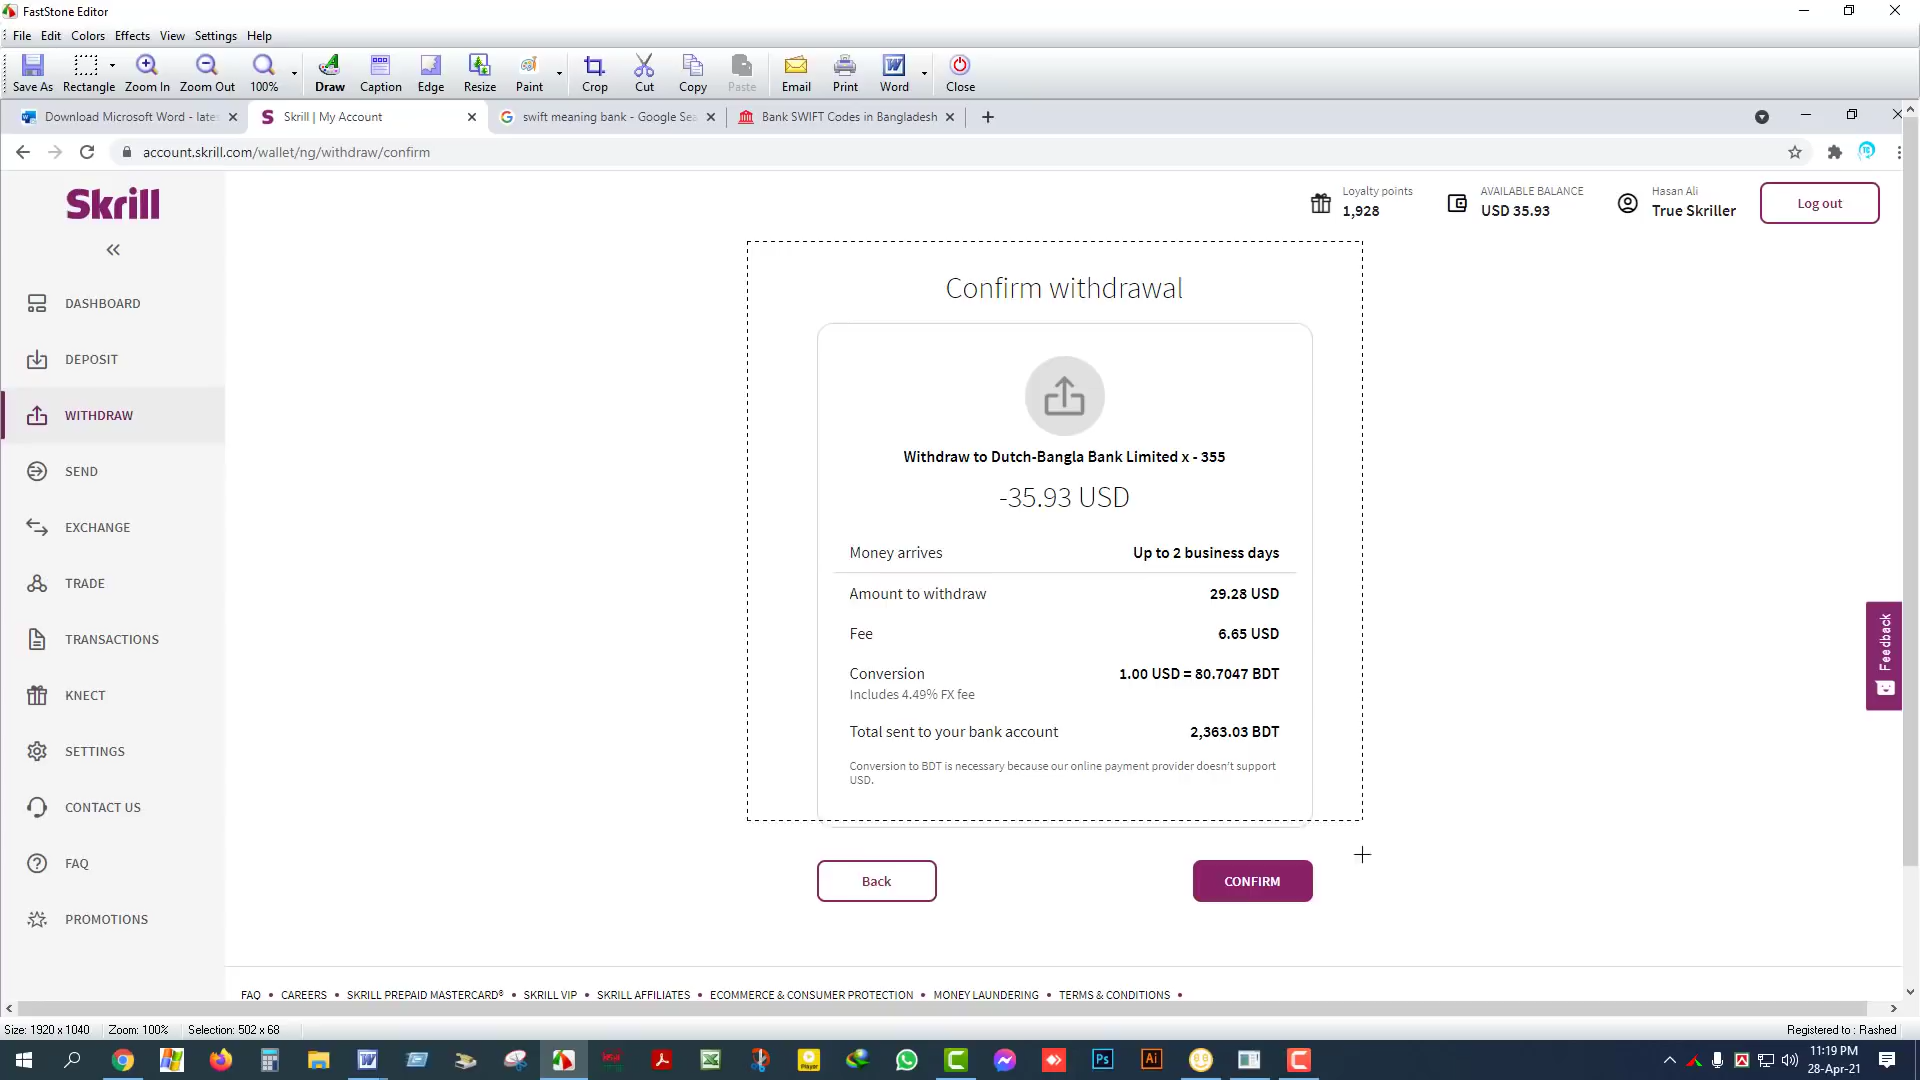 FastStone Editor
File Edit Colors Effects View Settings Help
Save As Rectangle Zoom In Zoom Out 100% Draw Caption Edge Resize Paint Crop Cut Copy Paste Email Print Word Close
Download Microsoft Word - late Skrill | My Account swift meaning bank - Google Sea Bank SWIFT Codes in Bangladesh
account.skrill.com/wallet/ng/withdraw/confirm
Skrill
Loyalty points
1,928
AVAILABLE BALANCE
USD 35.93
Hasan Ali
True Skriller
Log out
DASHBOARD
DEPOSIT
WITHDRAW
SEND
EXCHANGE
TRADE
TRANSACTIONS
KNECT
SETTINGS
CONTACT US
FAQ
PROMOTIONS
Confirm withdrawal
Withdraw to Dutch-Bangla Bank Limited x - 355
-35.93 USD
Money arrives Up to 2 business days
Amount to withdraw 29.28 USD
Fee 6.65 USD
Conversion 1.00 USD = 80.7047 BDT
Includes 4.49% FX fee
Total sent to your bank account 2,363.03 BDT
Conversion to BDT is necessary because our online payment provider doesn't support
USD.
Back CONFIRM
Feedback
FAQ • CAREERS • SKRILL PREPAID MASTERCARD® • SKRILL VIP • SKRILL AFFILIATES • ECOMMERCE & CONSUMER PROTECTION • MONEY LAUNDERING • TERMS & CONDITIONS •
Size: 1920 x 1040 Zoom: 100% Selection: 502 x 68 Registered to : Rashed
Player Ps Ai
11:19 PM
28-Apr-21